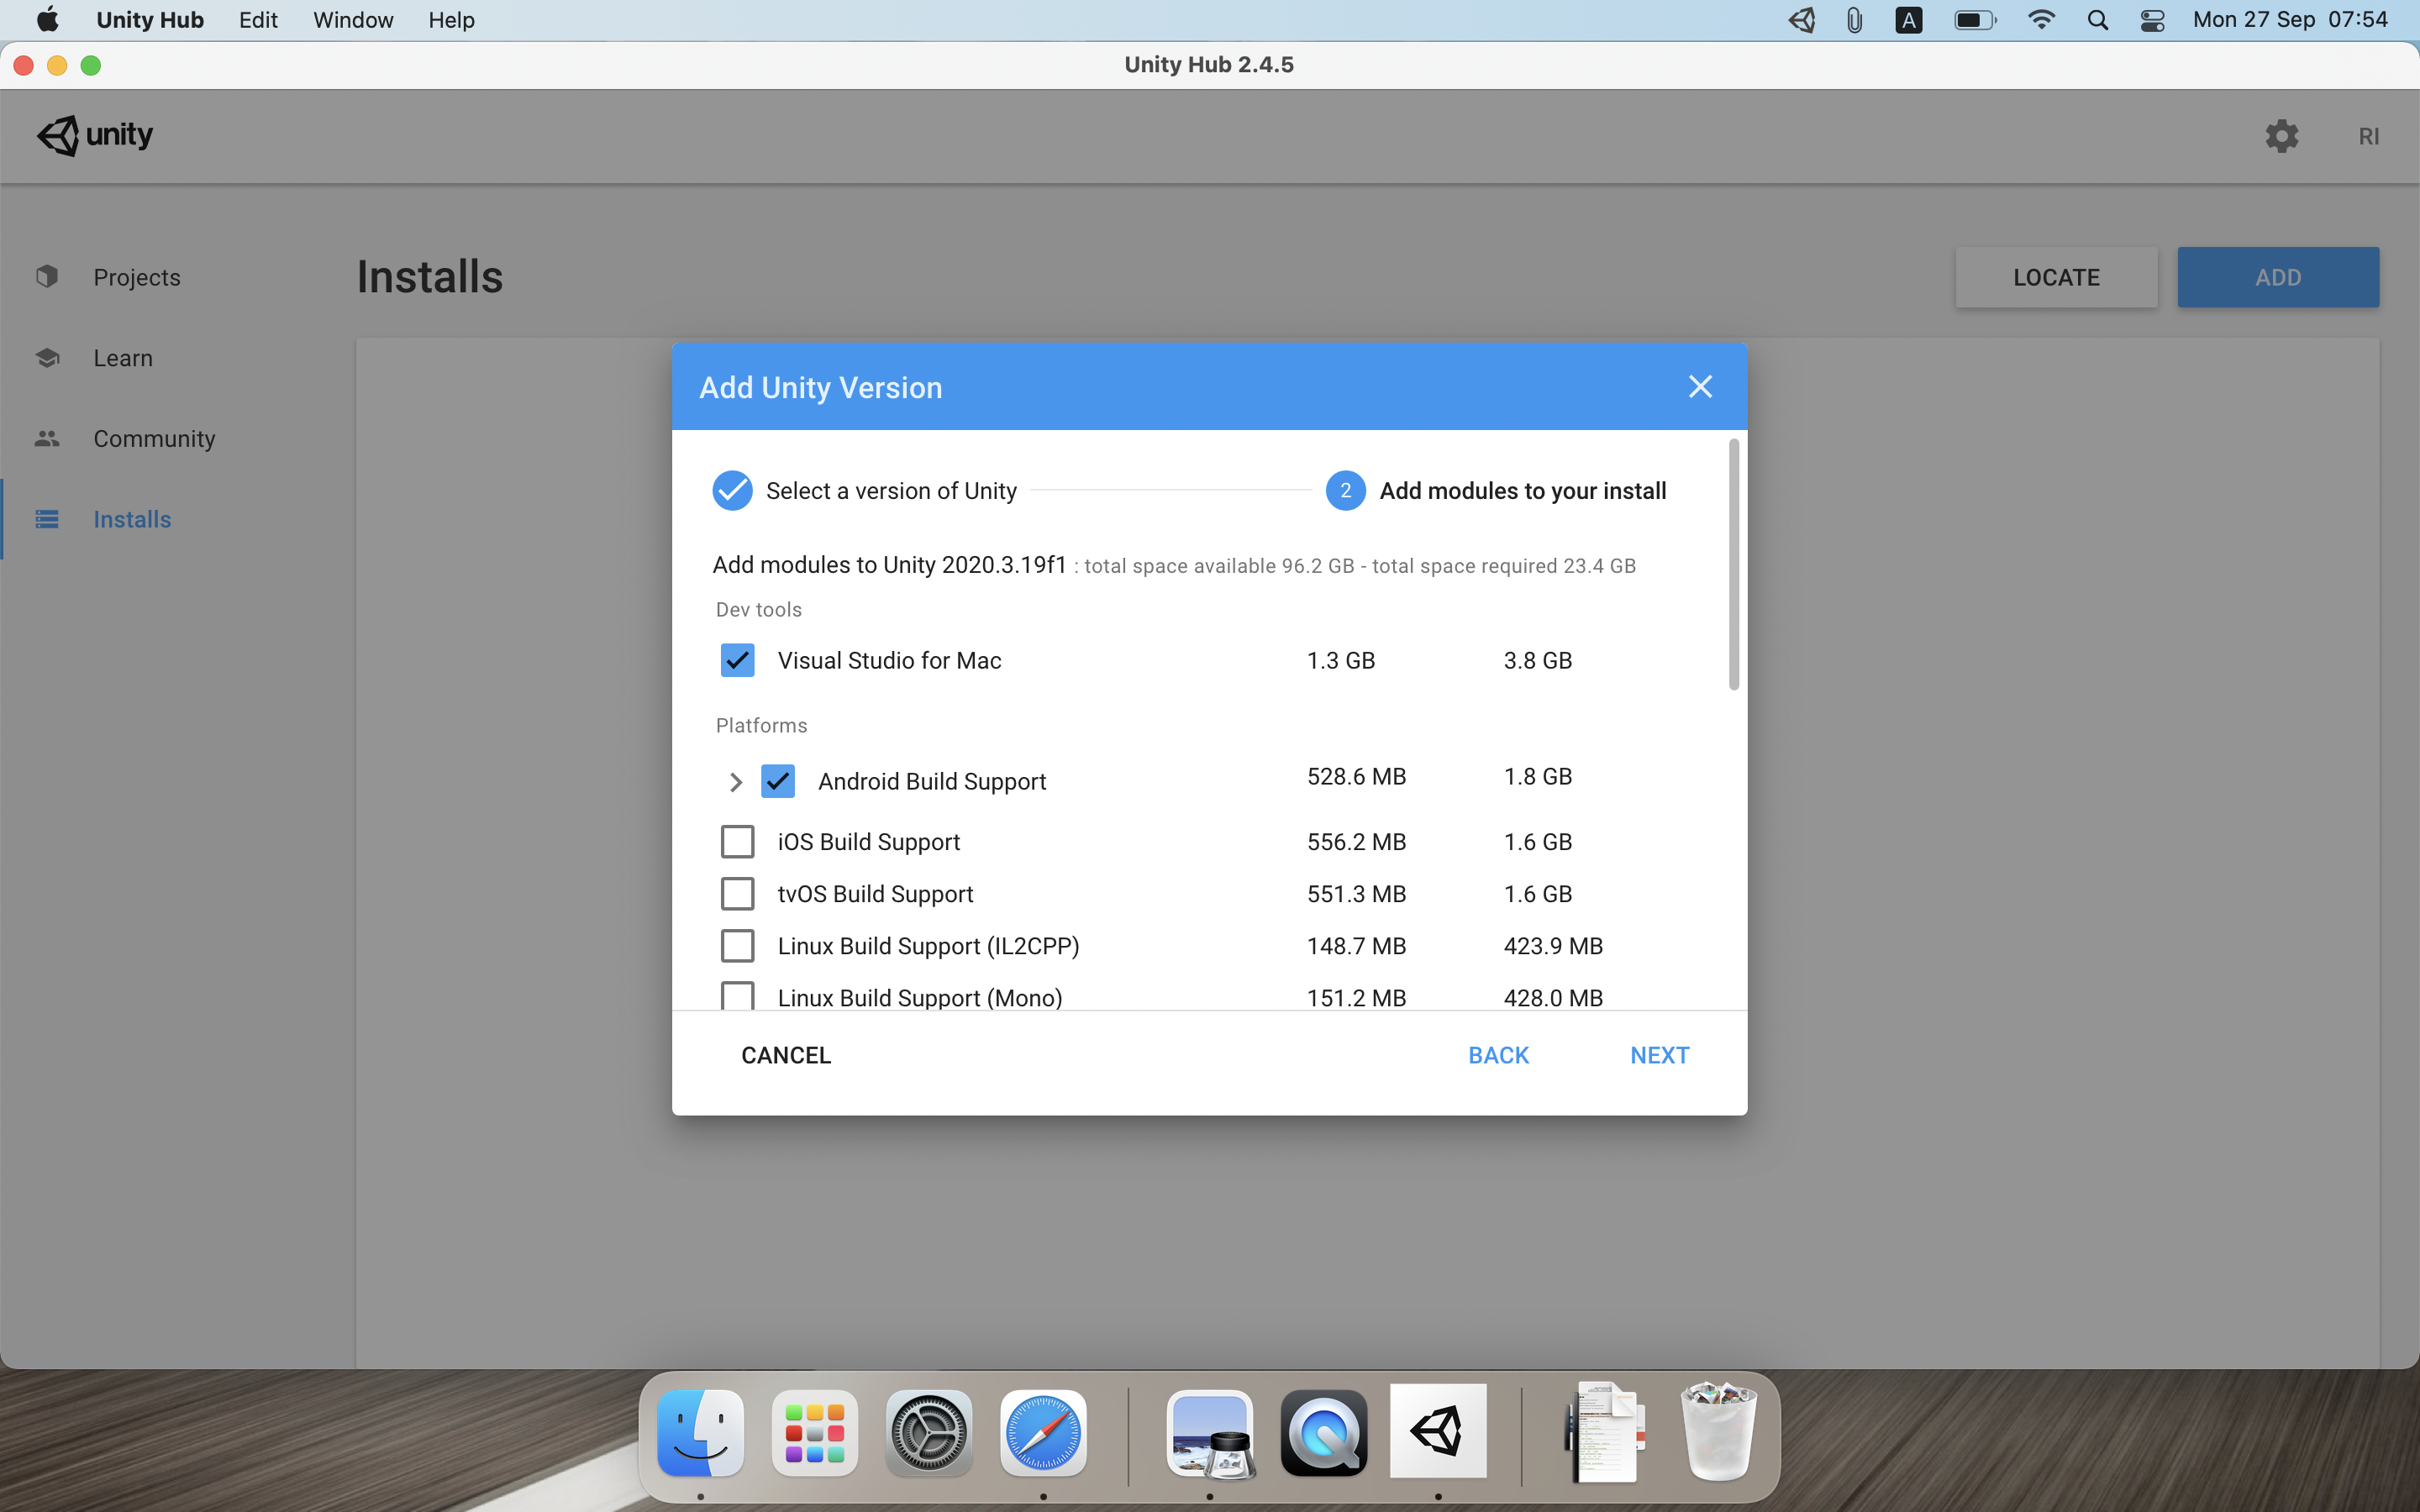 Unity Hub Edit Window Help A Mon 27 Sep 07:54
Unity Hub 2.4.5
unity RI
Projects
Learn
Community
Installs
Installs LOCATE ADD
Add Unity Version
Select a version of Unity 2 Add modules to your install
Add modules to Unity 2020.3.19f1 : total space available 96.2 GB - total space required 23.4 GB
Dev tools
Visual Studio for Mac 1.3 GB 3.8 GB
Platforms
Android Build Support 528.6 MB 1.8 GB
iOS Build Support 556.2 MB 1.6 GB
tvOS Build Support 551.3 MB 1.6 GB
Linux Build Support (IL2CPP) 148.7 MB 423.9 MB
Linux Build Support (Mono) 151.2 MB 428.0 MB
CANCEL BACK NEXT